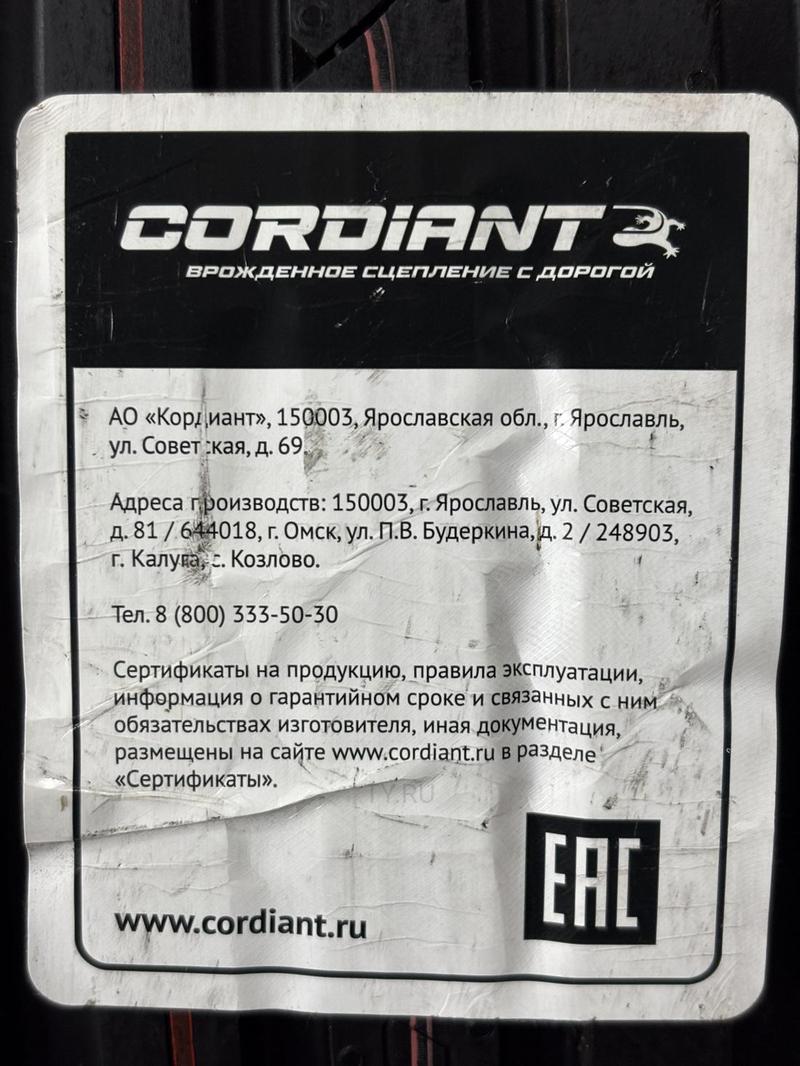 CORDIANT
ВРОЖДЕННОЕ СЦЕПЛЕНИЕ С ДОРОГОЙ
АО «Кордиант», 150003, Ярославская обл., г. Ярославль,
ул. Советская, д. 69.
Адреса производств: 150003, г. Ярославль, ул. Советская,
д. 81 / 644018, г. Омск, ул. П.В. Будеркина, д. 2 / 248903,
г. Калуга, с. Козлово.
Тел. 8 (800) 333-50-30
Сертификаты на продукцию, правила эксплуатации,
информация о гарантийном сроке и связанных с ним
обязательствах изготовителя, иная документация,
размещены на сайте www.cordiant.ru в разделе
«Сертификаты».
EAC
www.cordiant.ru